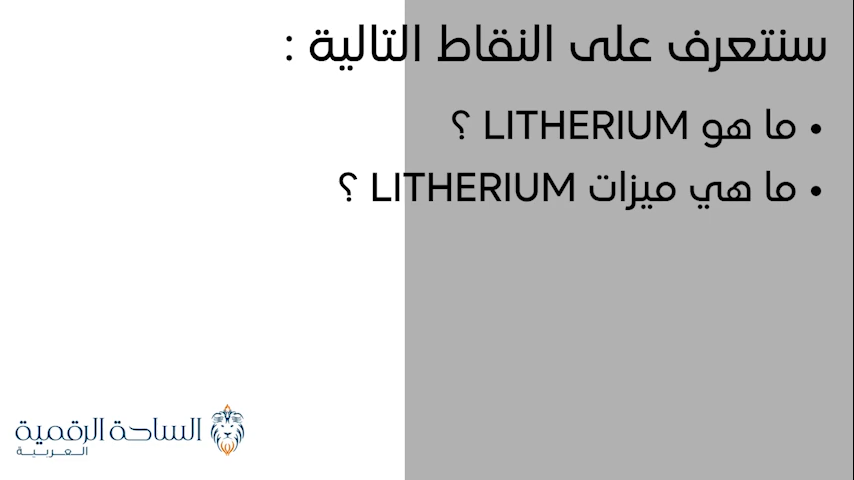 سنتعرف على النقاط التالية :
• ما هو LITHERIUM ؟
• ما هي ميزات LITHERIUM ؟
الساحة الرقمية
العربية